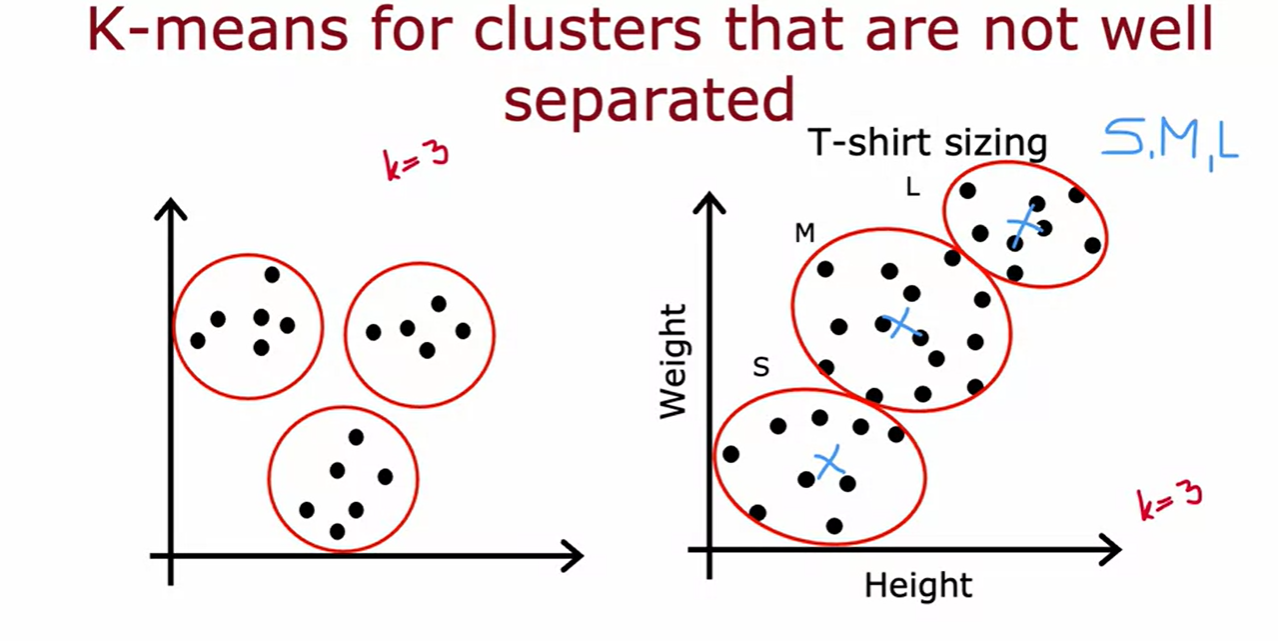 K-means for clusters that are not well
separated
k=3
T-shirt sizing
S,M,L
L
M
S
Weight
Height
k=3